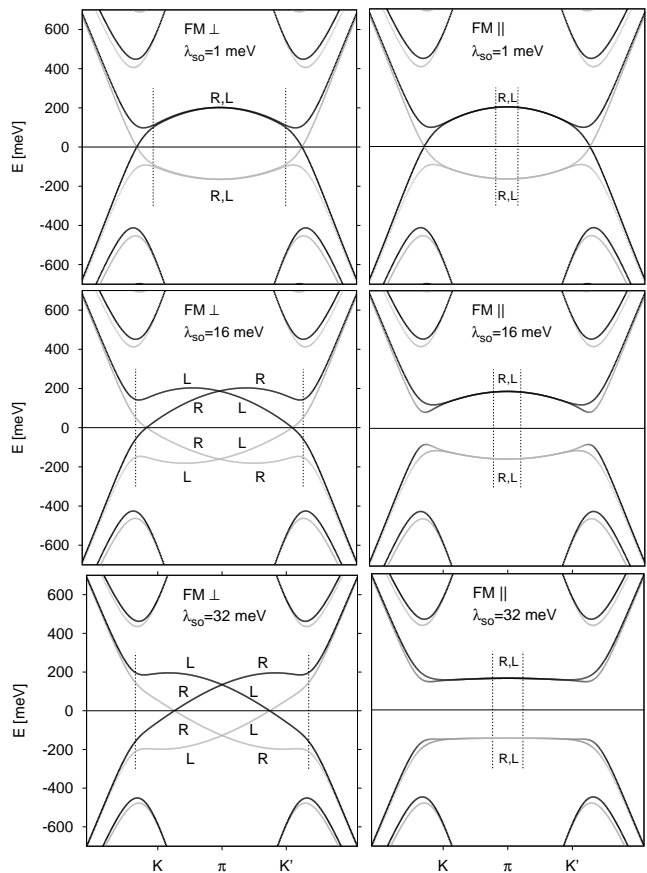 FM ⊥
λso=1 meV
R,L
R,L
600
400
200
0
-200
-400
-600
E [meV]
FM ||
λso=1 meV
R,L
R,L
FM ⊥
λso=16 meV
L R
R L
R L
L R
600
400
200
0
-200
-400
-600
E [meV]
FM ||
λso=16 meV
R,L
R,L
FM ⊥
λso=32 meV
L R
R L
R L
L R
600
400
200
0
-200
-400
-600
E [meV]
K π K'
FM ||
λso=32 meV
R,L
R,L
K π K'